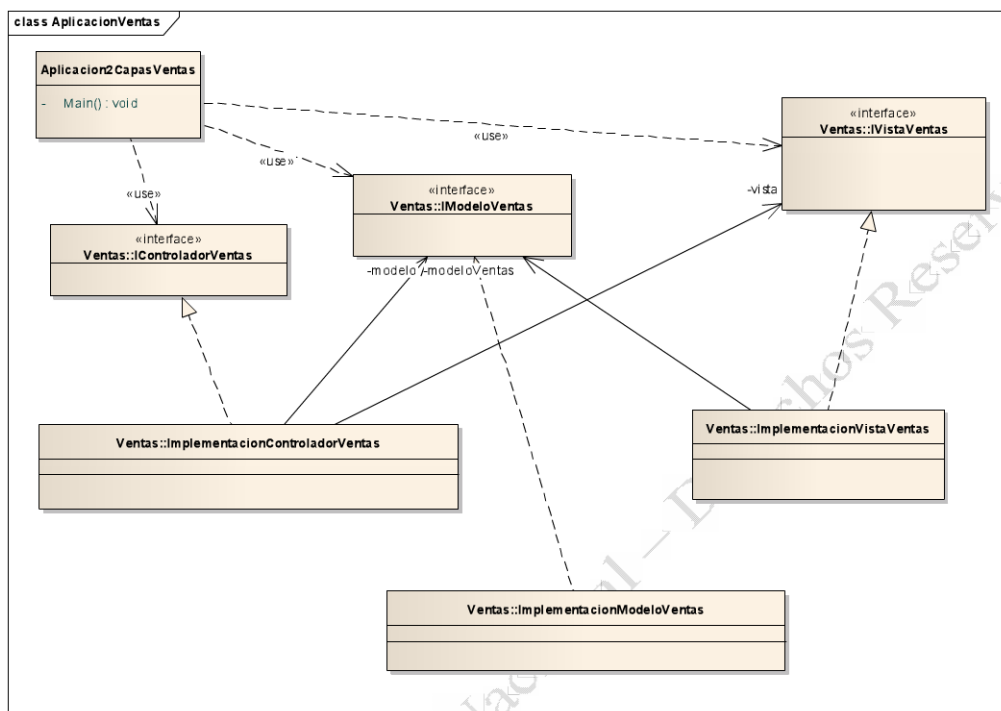 class AplicacionVentas
Aplicacion2CapasVentas
- Main() : void
«use»
«use»
«use»
«interface»
Ventas::IVistaVentas
«interface»
Ventas::IModeloVentas
«interface»
Ventas::IControladorVentas
-vista
-modelo
-modeloVentas
Ventas::ImplementacionControladorVentas
Ventas::ImplementacionVistaVentas
Ventas::ImplementacionModeloVentas